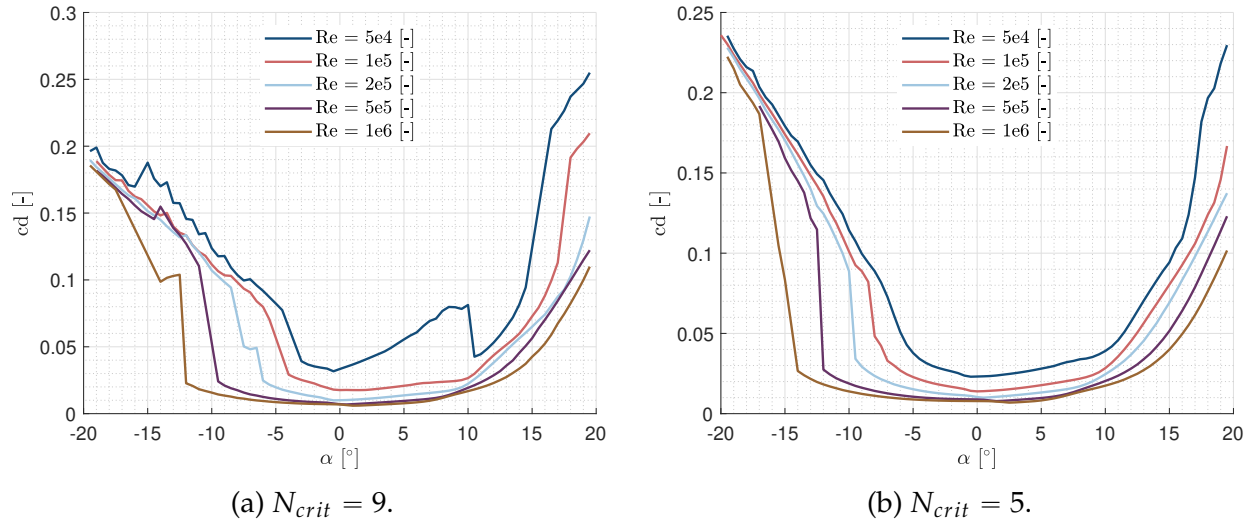 0.3
0.25
0.2
0.15
0.1
0.05
0
cd [-]
Re = 5e4 [-]
Re = 1e5 [-]
Re = 2e5 [-]
Re = 5e5 [-]
Re = 1e6 [-]
-20 -15 -10 -5 0 5 10 15 20
α [°]
(a) N_crit = 9.
0.25
0.2
0.15
0.1
0.05
0
cd [-]
Re = 5e4 [-]
Re = 1e5 [-]
Re = 2e5 [-]
Re = 5e5 [-]
Re = 1e6 [-]
-20 -15 -10 -5 0 5 10 15 20
α [°]
(b) N_crit = 5.